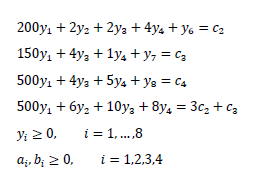 200y₁ + 2y₂ + 2y₃ + 4y₄ + y₆ = c₂
150y₁ + 4y₃ + 1y₄ + y₇ = c₃
500y₁ + 4y₃ + 5y₄ + y₈ = c₄
500y₁ + 6y₂ + 10y₃ + 8y₄ = 3c₂ + c₃
yᵢ ≥ 0, i = 1, …,8
aᵢ, bᵢ ≥ 0, i = 1,2,3,4